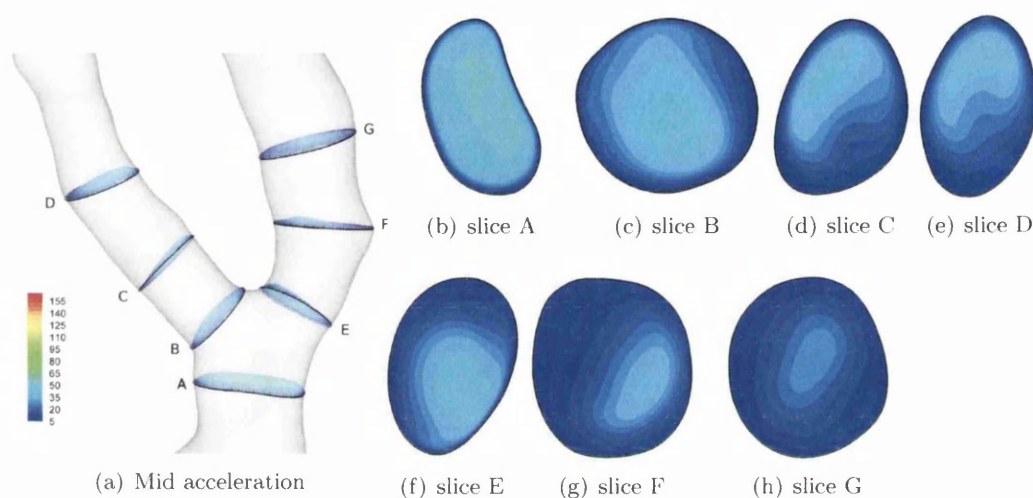 G
D
F
C
B
E
A
155
140
125
110
95
80
65
50
35
20
5
(a) Mid acceleration
(b) slice A
(c) slice B
(d) slice C
(e) slice D
(f) slice E
(g) slice F
(h) slice G